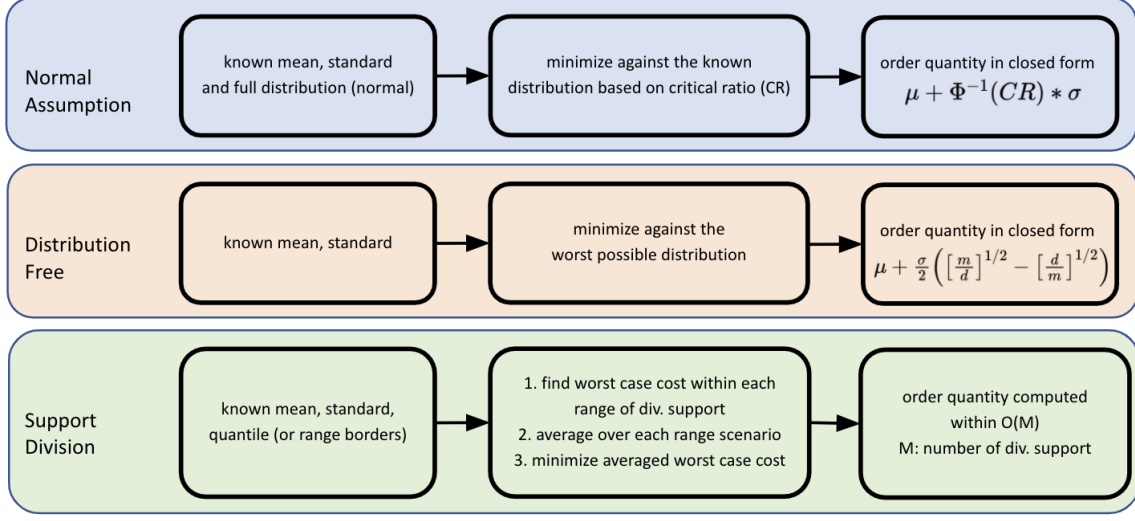 Normal
Assumption
known mean, standard
and full distribution (normal)
minimize against the known
distribution based on critical ratio (CR)
order quantity in closed form
μ + Φ⁻¹(CR) * σ
Distribution
Free
known mean, standard
minimize against the
worst possible distribution
order quantity in closed form
μ + σ/2 ([m/d]^{1/2} − [d/m]^{1/2})
Support
Division
known mean, standard,
quantile (or range borders)
1. find worst case cost within each
range of div. support
2. average over each range scenario
3. minimize averaged worst case cost
order quantity computed
within O(M)
M: number of div. support